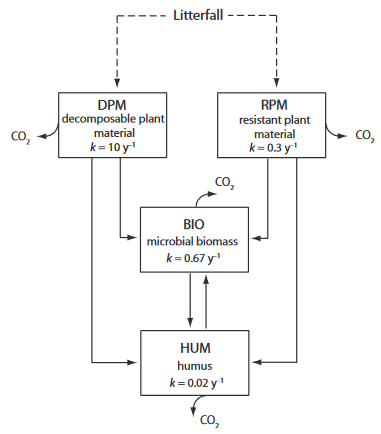 Litterfall
DPM
decomposable plant
material
k = 10 y⁻¹
RPM
resistant plant
material
k = 0.3 y⁻¹
CO₂
CO₂
CO₂
BIO
microbial biomass
k = 0.67 y⁻¹
HUM
humus
k = 0.02 y⁻¹
CO₂